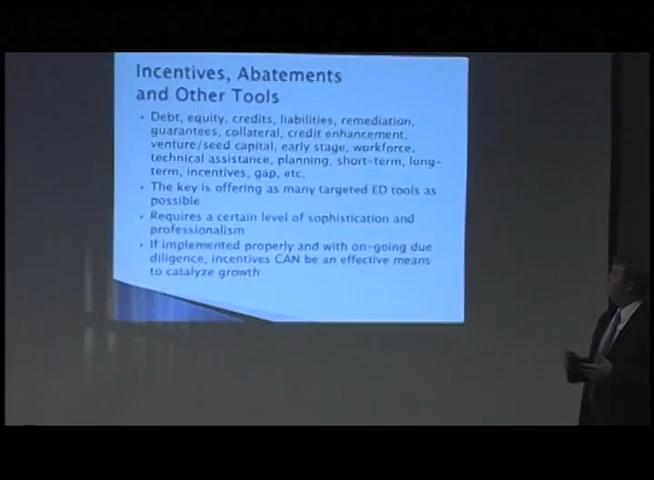 Incentives, Abatements
and Other Tools
Debt, equity, credits, liabilities, remediation,
guarantees, collateral, credit enhancement,
venture/seed capital, early stage, workforce,
technical assistance, planning, short-term, long-
term, incentives, gap, etc.
The key is offering as many targeted ED tools as
possible
Requires a certain level of sophistication and
professionalism
If implemented properly and with on-going due
diligence, incentives CAN be an effective means
to catalyze growth